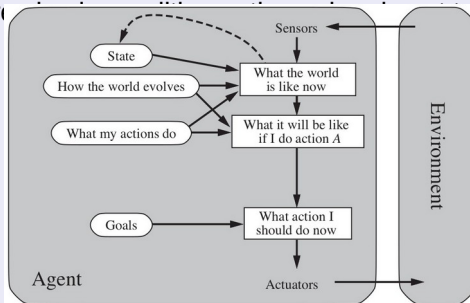 Sensors
State
What the world
is like now
How the world evolves
What it will be like
if I do action A
What my actions do
Environment
Goals
What action I
should do now
Agent
Actuators